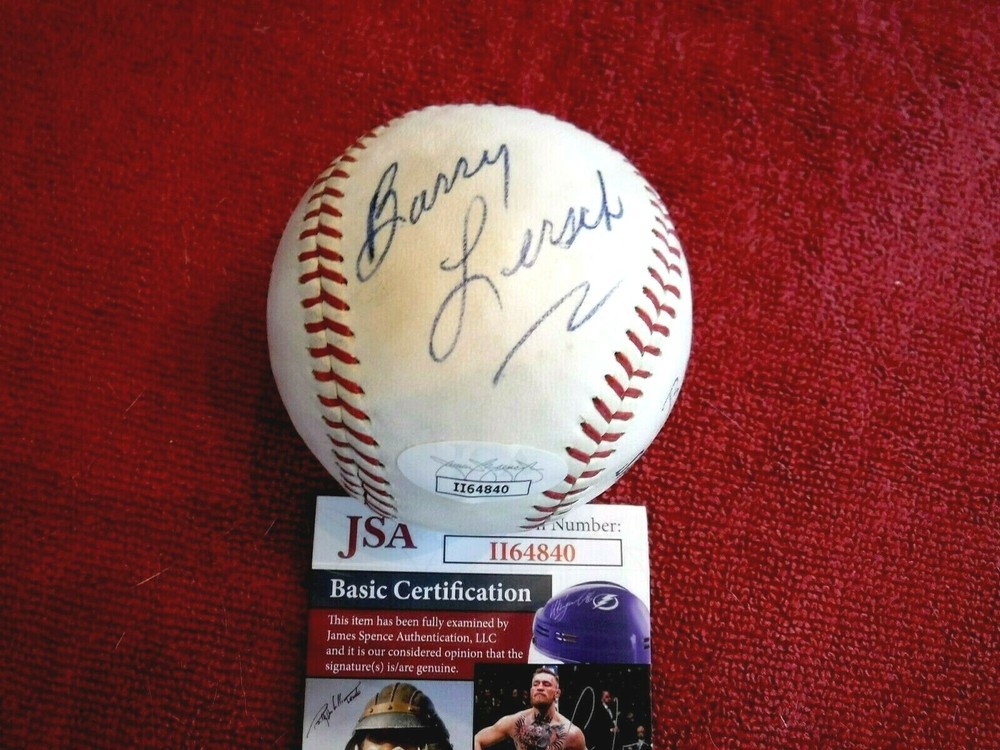 Barry
Lersch
II64840
JSA
n Number:
II64840
Basic Certification
This item has been fully examined by
James Spence Authentication, LLC
and it is our considered opinion that the
signature(s) is/are genuine.